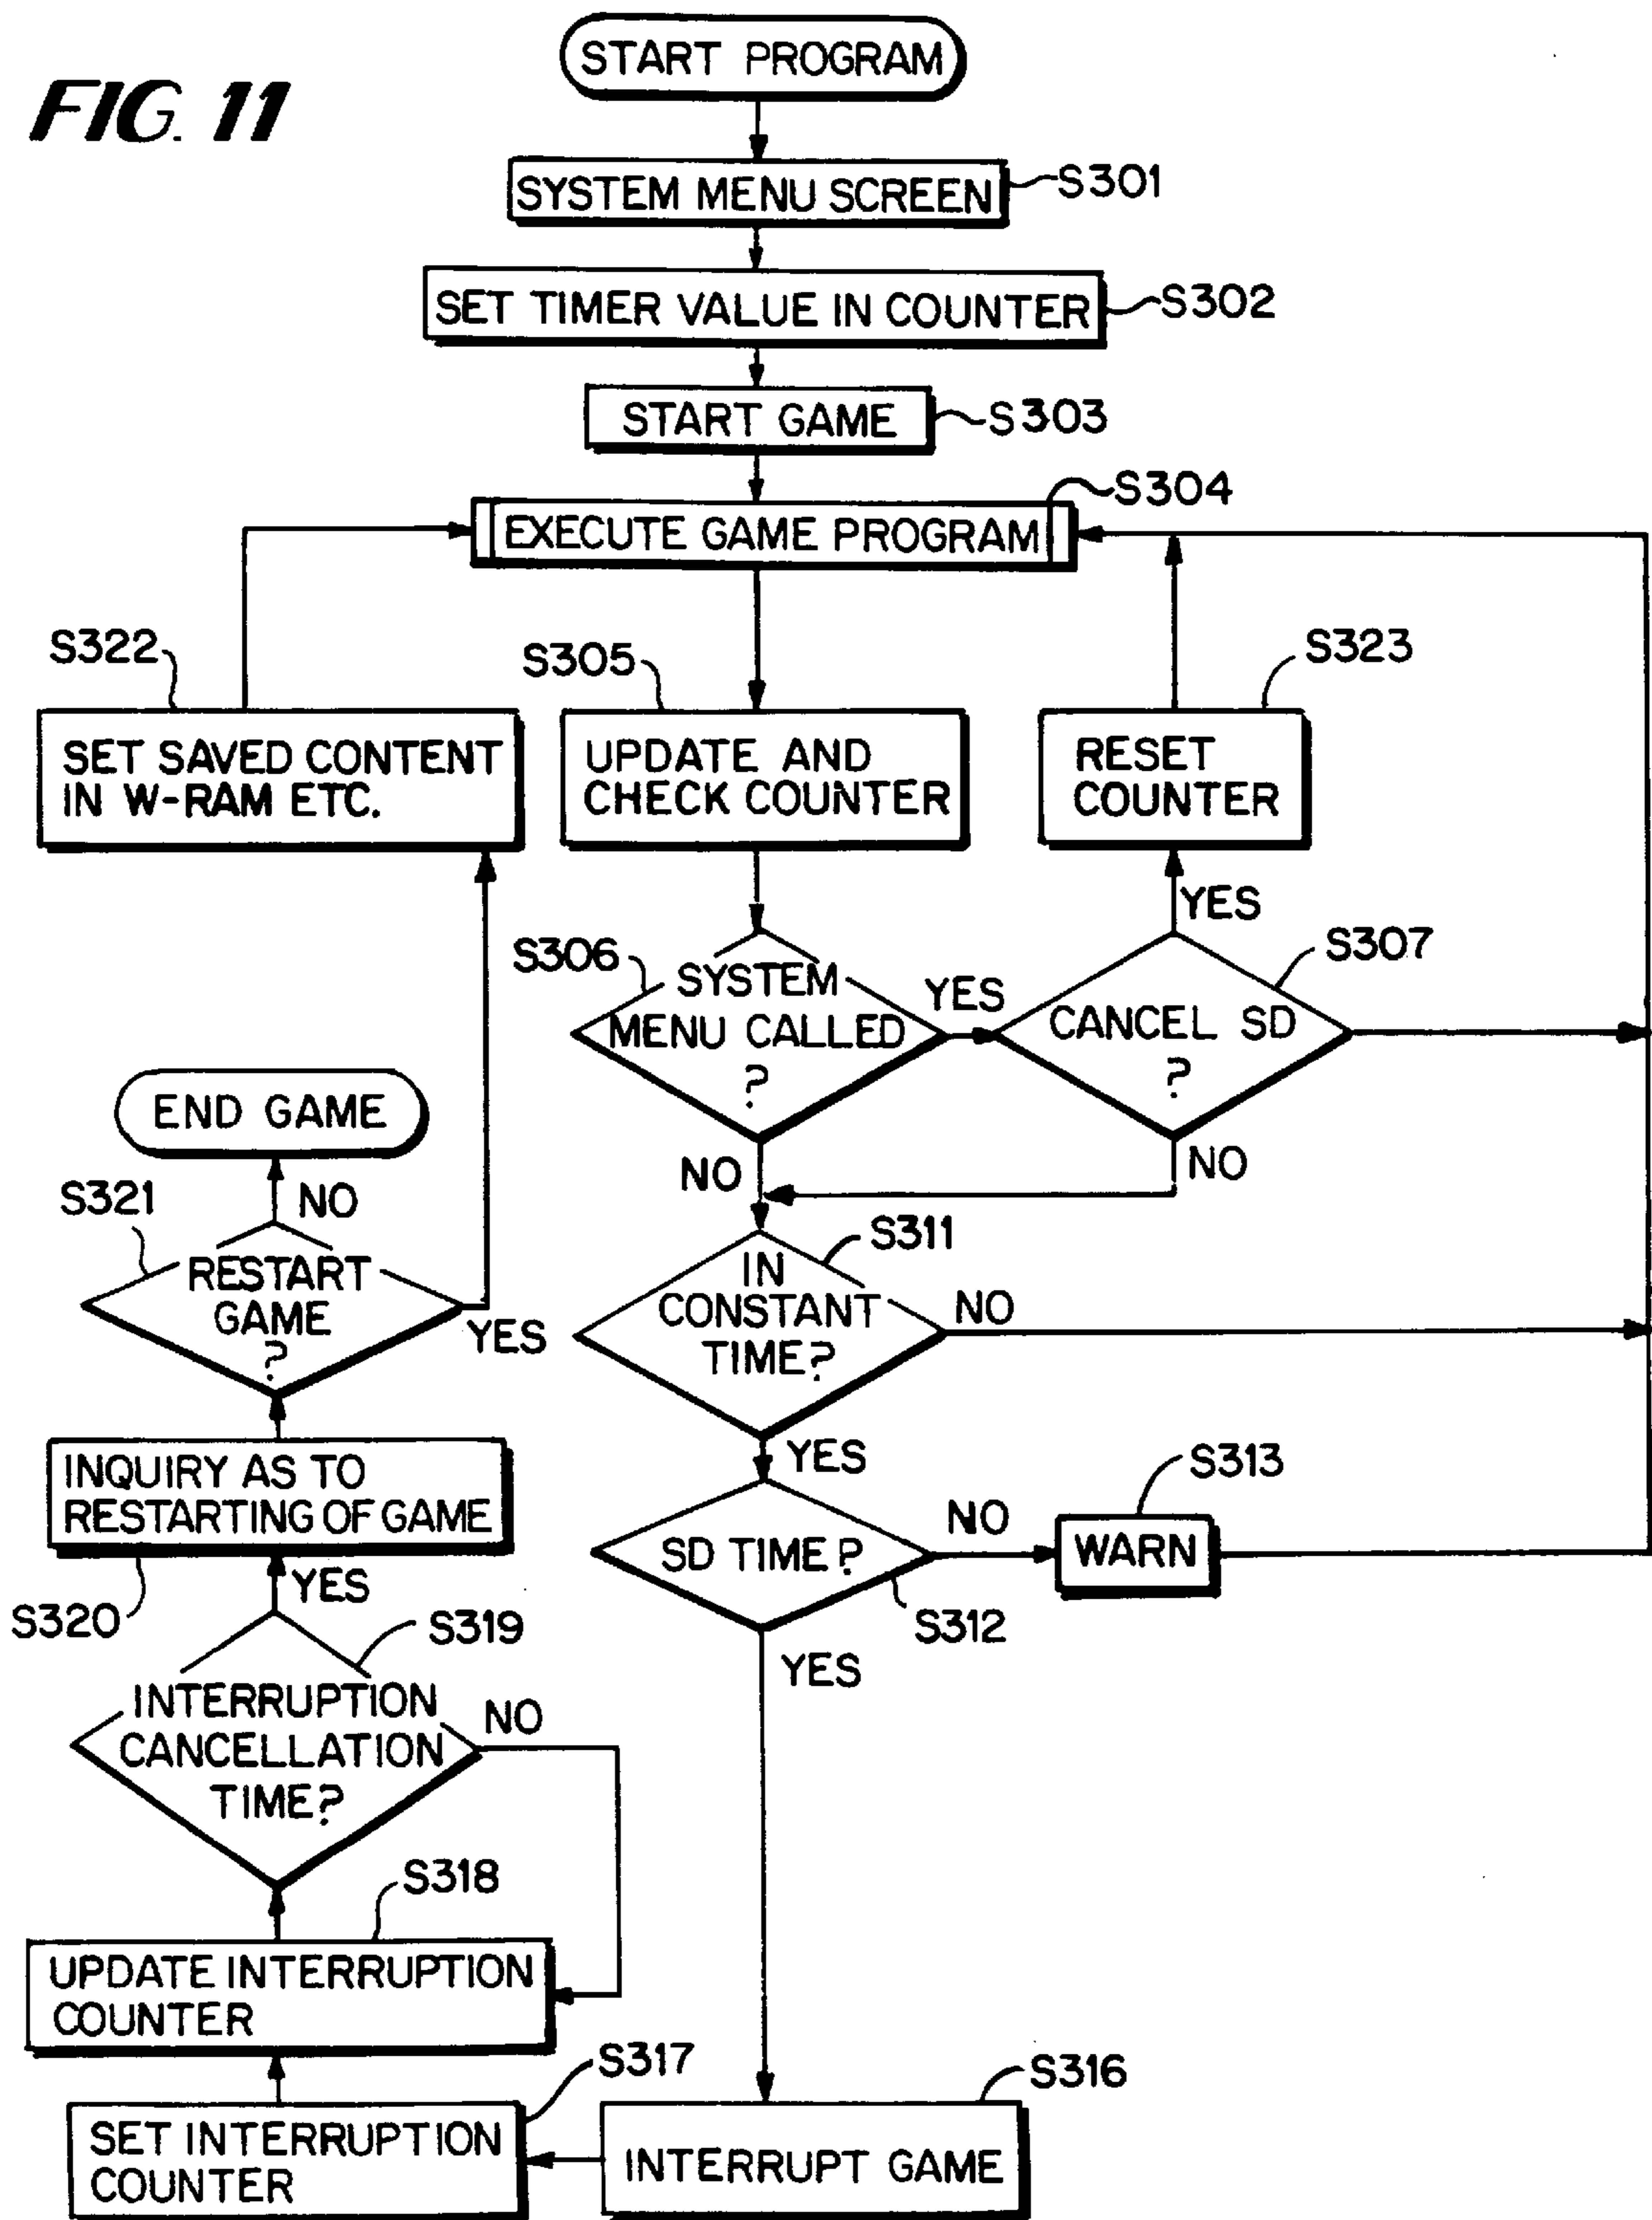 FIG. 11
START PROGRAM
SYSTEM MENU SCREEN
S301
SET TIMER VALUE IN COUNTER
S302
START GAME
S303
EXECUTE GAME PROGRAM
S304
S322
SET SAVED CONTENT
IN W-RAM ETC.
S305
UPDATE AND
CHECK COUNTER
S323
RESET
COUNTER
YES
S306
SYSTEM
MENU CALLED
?
YES
S307
CANCEL SD
?
NO
NO
END GAME
NO
S321
RESTART
GAME
?
YES
S311
IN
CONSTANT
TIME?
NO
YES
INQUIRY AS TO
RESTARTING OF GAME
S320
YES
SD TIME?
NO
S313
WARN
S312
YES
S319
INTERRUPTION
CANCELLATION
TIME?
NO
S318
UPDATE INTERRUPTION
COUNTER
S317
SET INTERRUPTION
COUNTER
S316
INTERRUPT GAME